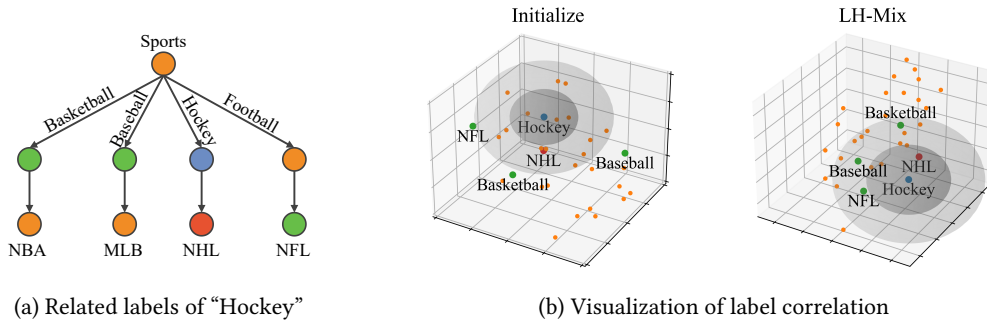 Sports
Basketball
Baseball
Hockey
Football
NBA
MLB
NHL
NFL
(a) Related labels of “Hockey”
Initialize
NFL
Hockey
NHL
Baseball
Basketball
LH-Mix
Basketball
NHL
Baseball
Hockey
NFL
(b) Visualization of label correlation